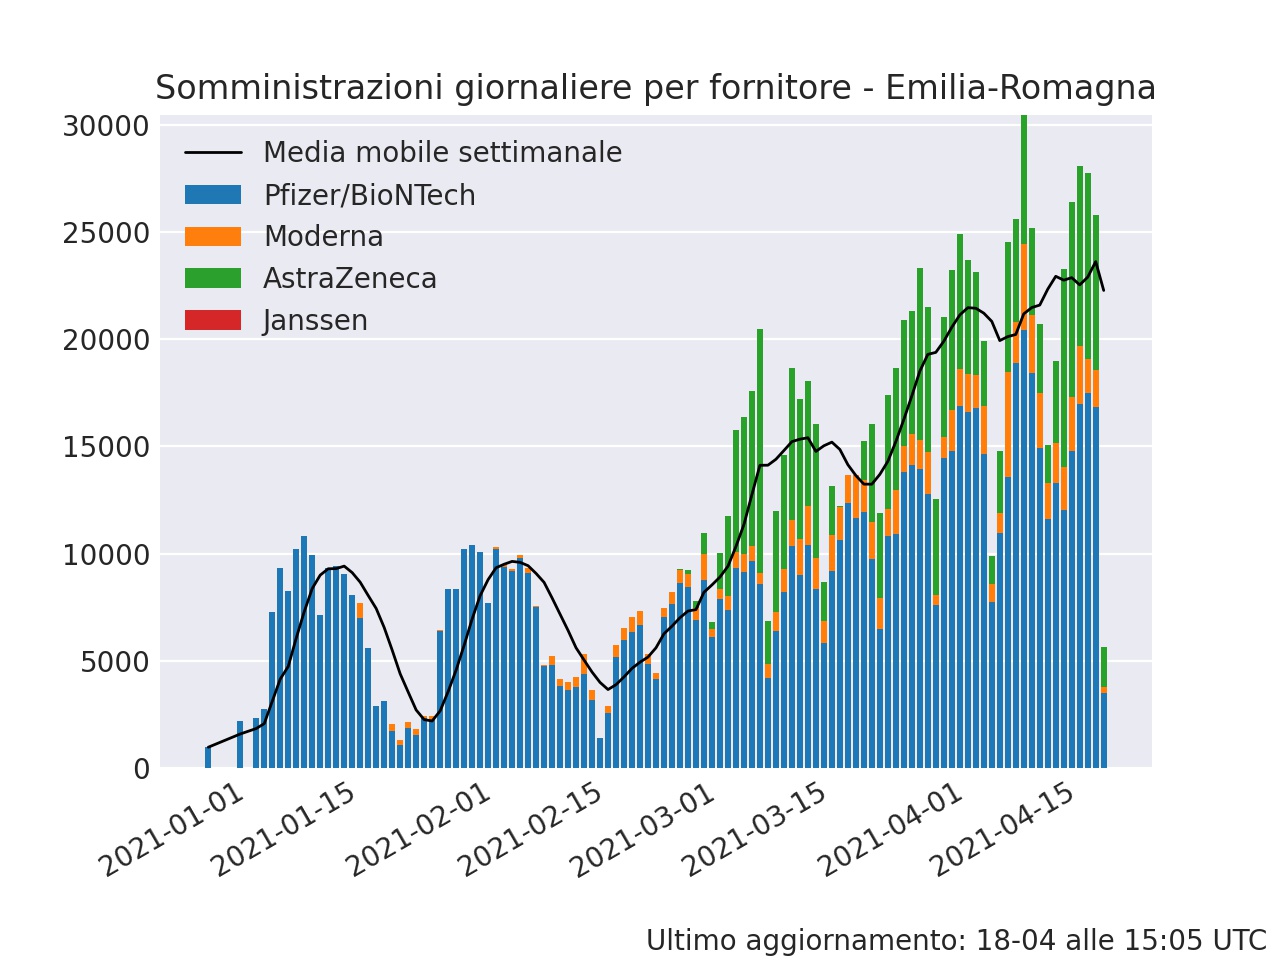 Somministrazioni giornaliere per fornitore - Emilia-Romagna
30000
25000
20000
15000
10000
5000
0
Media mobile settimanale
Pfizer/BioNTech
Moderna
AstraZeneca
Janssen
2021-01-01
2021-01-15
2021-02-01
2021-02-15
2021-03-01
2021-03-15
2021-04-01
2021-04-15
Ultimo aggiornamento: 18-04 alle 15:05 UTC